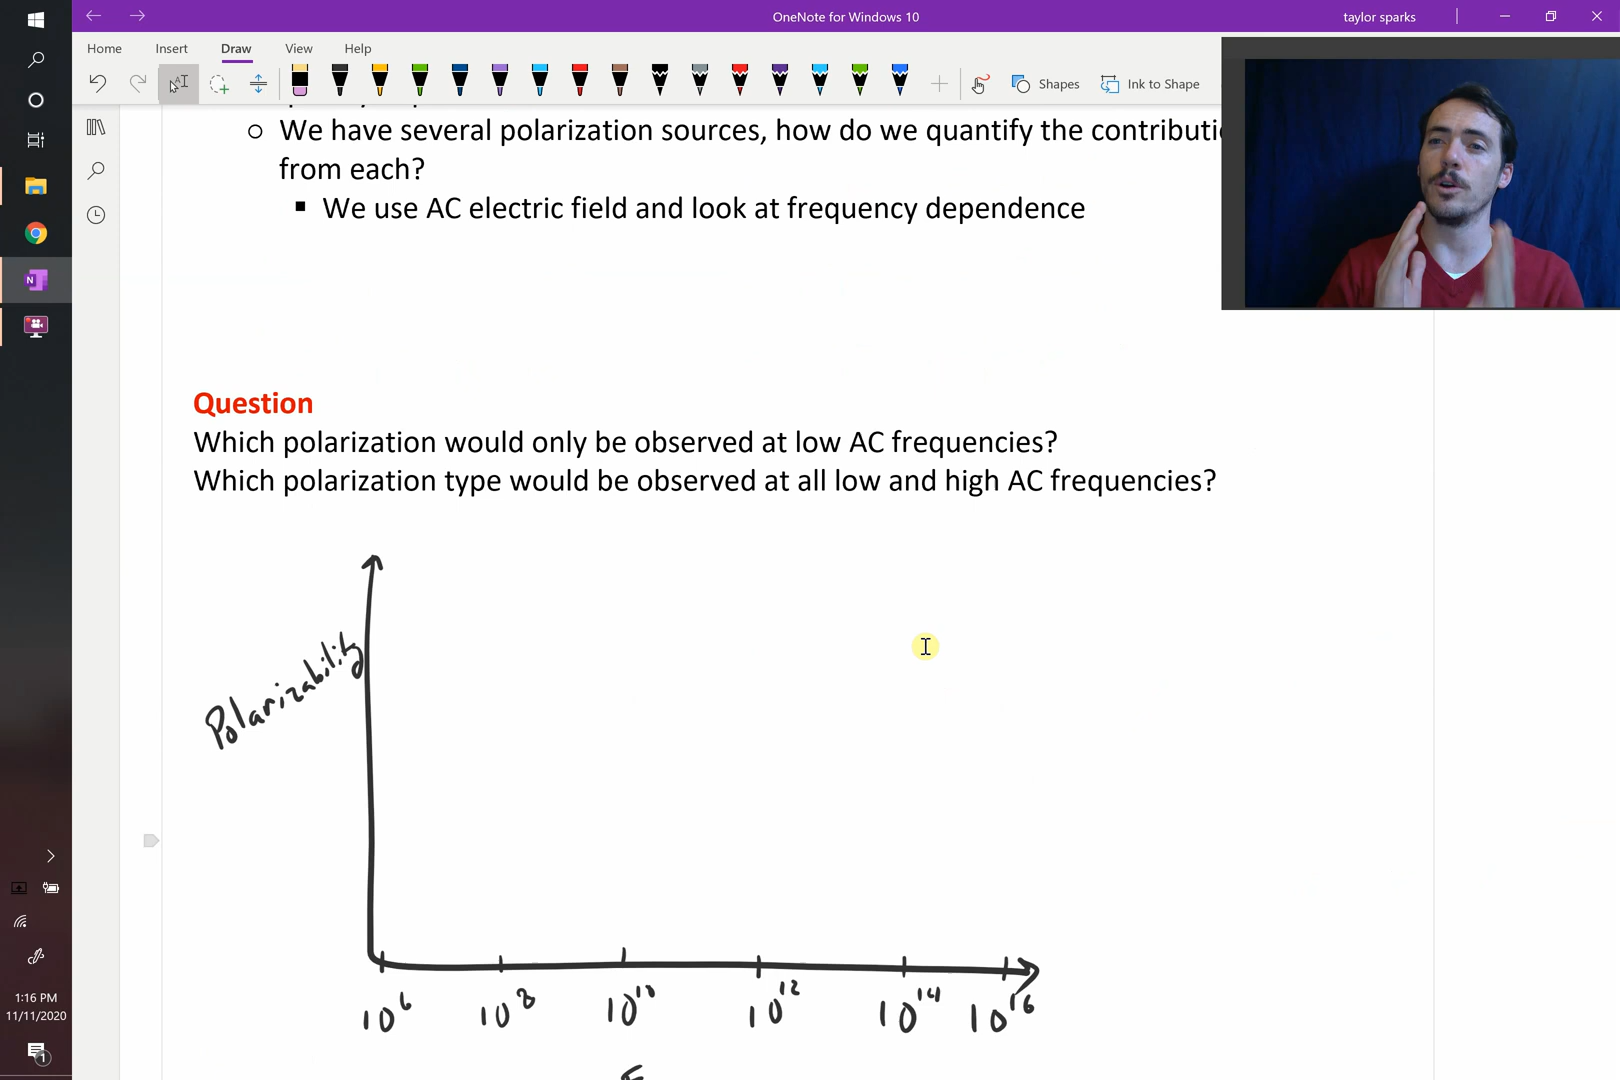 OneNote for Windows 10
taylor sparks
Home Insert Draw View Help
Shapes
Ink to Shape
We have several polarization sources, how do we quantify the
from each?
We use AC electric field and look at frequency dependence
Question
Which polarization would only be observed at low AC frequencies?
Which polarization type would be observed at all low and high AC frequencies?
Polarizability
10⁶ 10⁸ 10¹⁰ 10¹² 10¹⁴ 10¹⁶
1:16 PM
11/11/2020
1